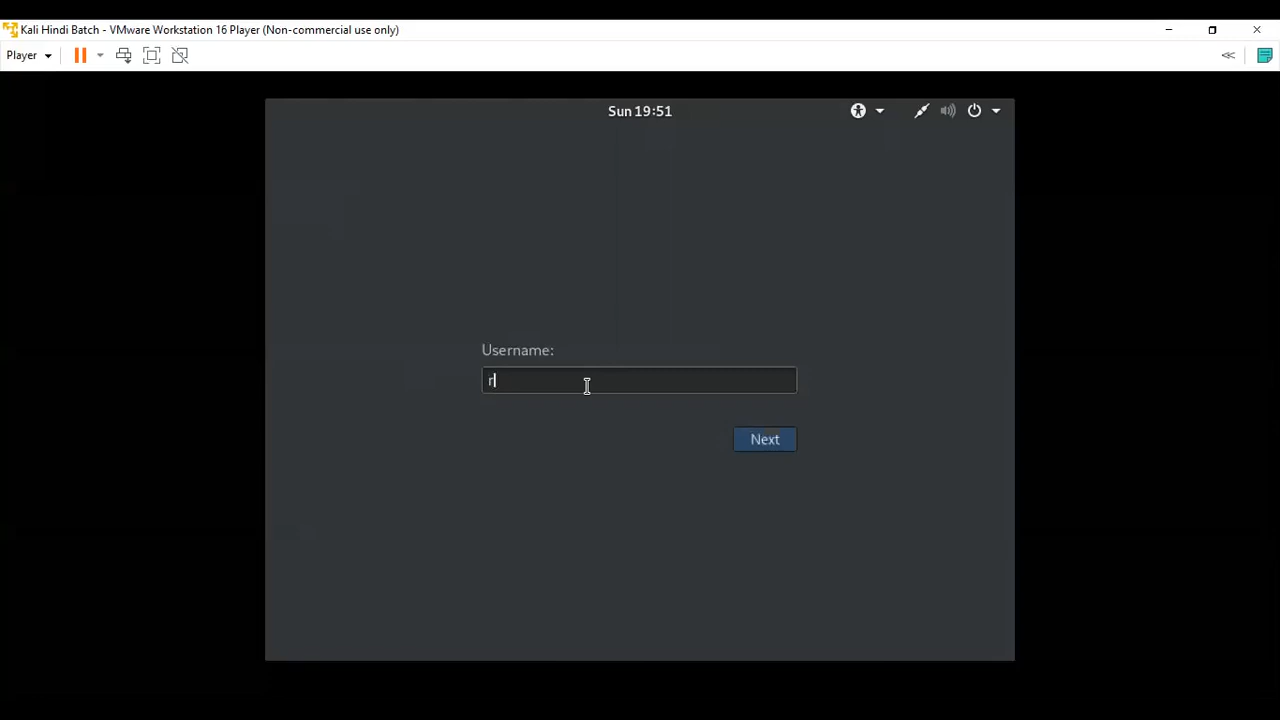 Kali Hindi Batch - VMware Workstation 16 Player (Non-commercial use only)
Player
Sun 19:51
Username:
r
Next